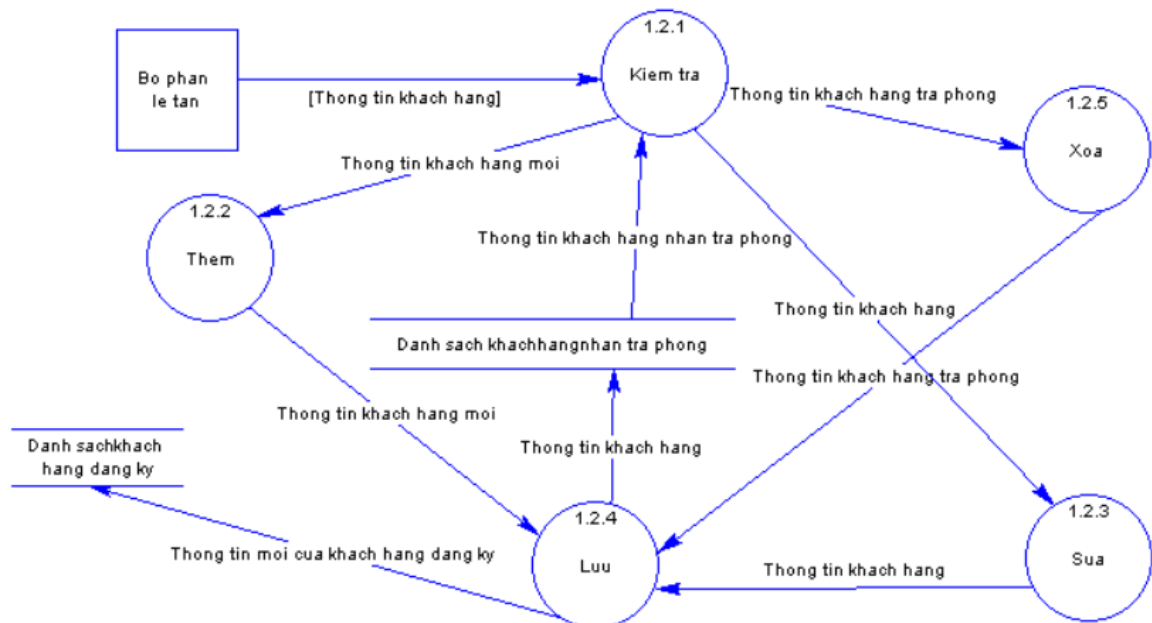 1.2.1
Bo phan
le tan
Kiem tra
[Thong tin khach hang]
Thong tin khach hang tra phong
1.2.5
Xoa
Thong tin khach hang moi
1.2.2
Them
Thong tin khach hang nhan tra phong
Thong tin khach hang
Danh sach khachhangnhan tra phong
Thong tin khach hang tra phong
Thong tin khach hang moi
Danh sachkhach
hang dang ky
Thong tin khach hang
1.2.4
Luu
1.2.3
Sua
Thong tin moi cua khach hang dang ky
Thong tin khach hang